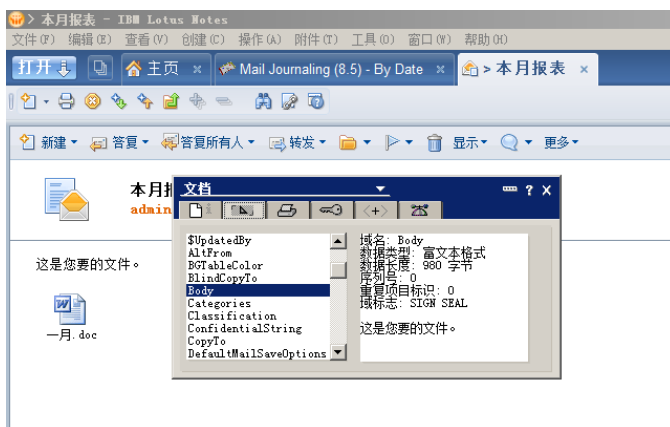 > 本月报表 - IBM Lotus Notes
文件(F) 编辑(E) 查看(V) 创建(C) 操作(A) 附件(T) 工具(O) 窗口(W) 帮助(H)
打开 主页 × Mail Journaling (8.5) - By Date × > 本月报表 ×
新建 答复 答复所有人 转发 显示 更多
本月扌
admin
文档 ? X
<+>
$UpdatedBy
AltFrom
BGTableColor
BlindCopyTo
Body
Categories
Classification
ConfidentialString
CopyTo
DefaultMailSaveOptions
域名: Body
数据类型: 富文本格式
数据长度: 980 字节
序列号: 0
重复项目标识: 0
域标志: SIGN SEAL
这是您要的文件。
这是您要的文件。
一月.doc